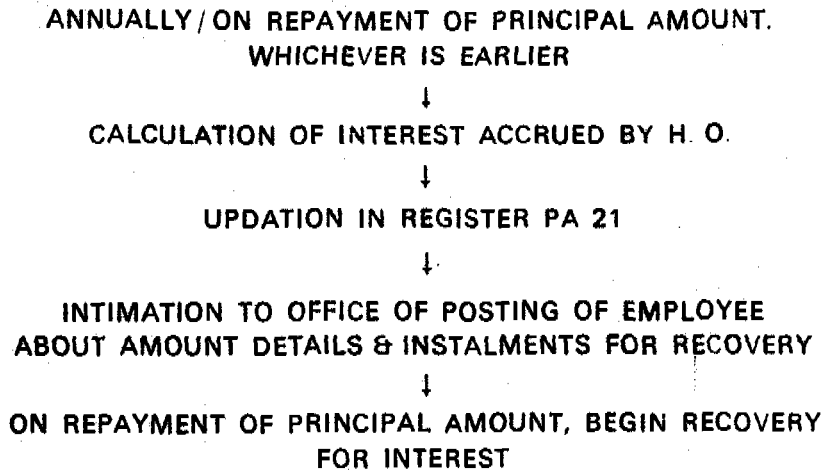 ANNUALLY/ON REPAYMENT OF PRINCIPAL AMOUNT.
WHICHEVER IS EARLIER
↓
CALCULATION OF INTEREST ACCRUED BY H. O.
↓
UPDATION IN REGISTER PA 21
↓
INTIMATION TO OFFICE OF POSTING OF EMPLOYEE
ABOUT AMOUNT DETAILS & INSTALMENTS FOR RECOVERY
↓
ON REPAYMENT OF PRINCIPAL AMOUNT, BEGIN RECOVERY
FOR INTEREST